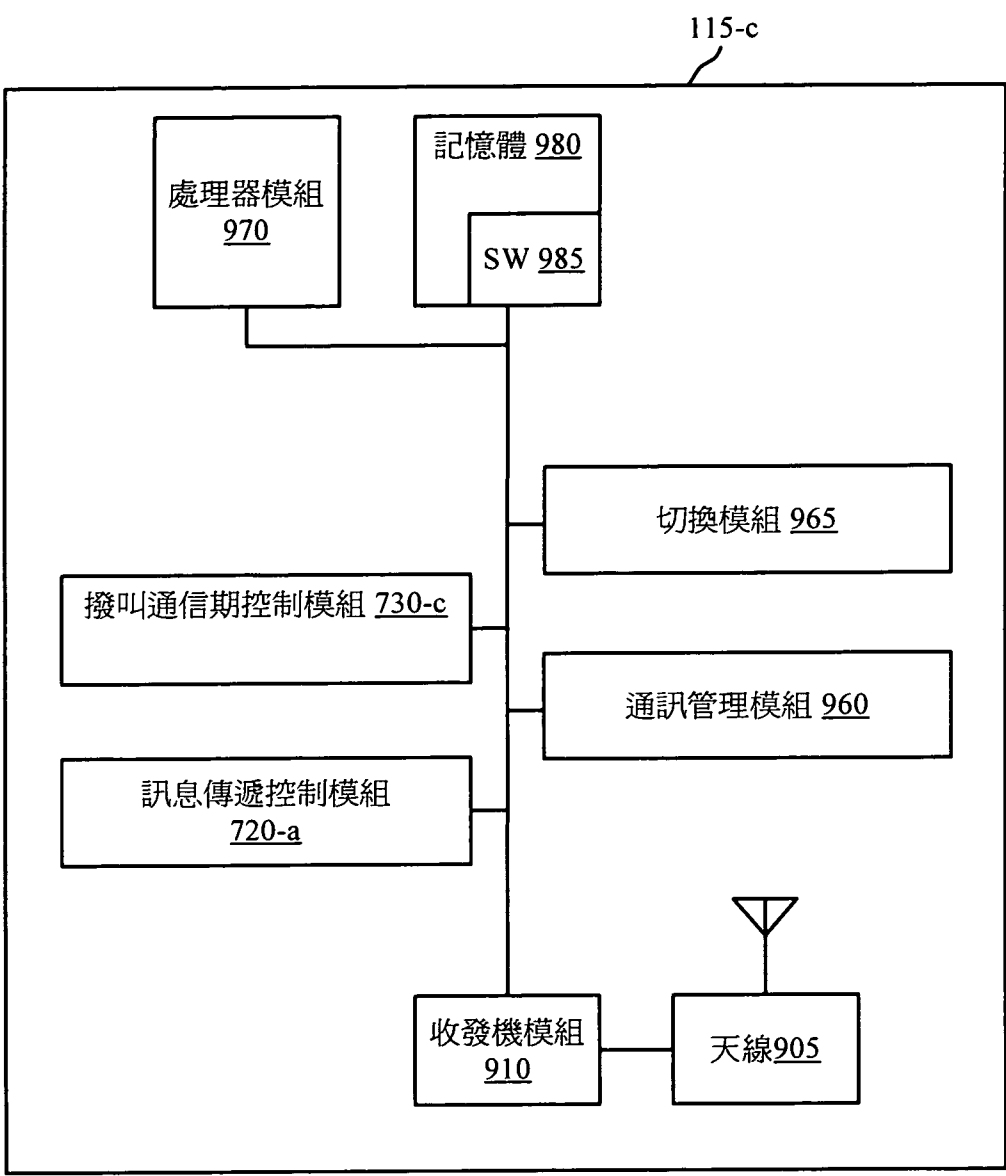 115-c
處理器模組
970
記憶體 980
SW 985
切換模組 965
撥叫通信期控制模組 730-c
通訊管理模組 960
訊息傳遞控制模組
720-a
收發機模組
910
天線905